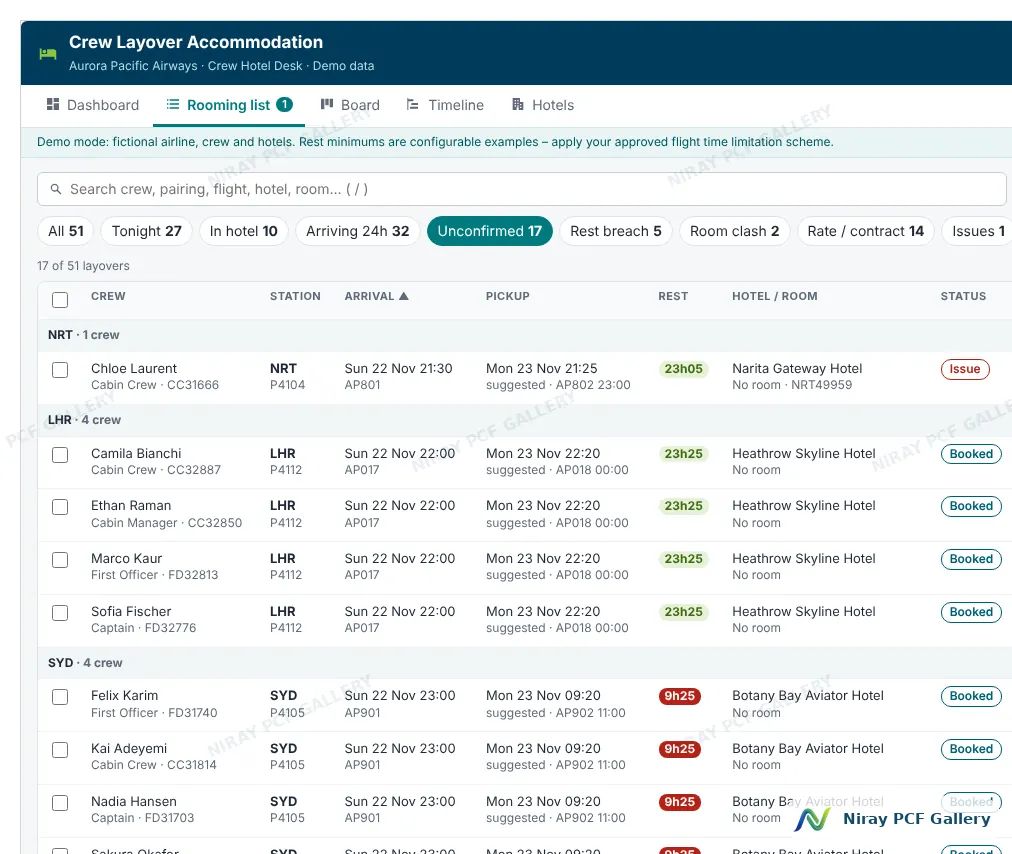 Crew Layover Accommodation
Aurora Pacific Airways · Crew Hotel Desk · Demo data
Dashboard Rooming list 1 Board Timeline Hotels
Demo mode: fictional airline, crew and hotels. Rest minimums are configurable examples – apply your approved flight time limitation scheme.
Search crew, pairing, flight, hotel, room... ( / )
All 51 Tonight 27 In hotel 10 Arriving 24h 32 Unconfirmed 17 Rest breach 5 Room clash 2 Rate / contract 14 Issues 1
17 of 51 layovers
CREW STATION ARRIVAL ▲ PICKUP REST HOTEL / ROOM STATUS
NRT · 1 crew
Chloe Laurent NRT Sun 22 Nov 21:30 Mon 23 Nov 21:25 23h05 Narita Gateway Hotel Issue
Cabin Crew · CC31666 P4104 AP801 suggested · AP802 23:00 No room · NRT49959
LHR · 4 crew
Camila Bianchi LHR Sun 22 Nov 22:00 Mon 23 Nov 22:20 23h25 Heathrow Skyline Hotel Booked
Cabin Crew · CC32887 P4112 AP017 suggested · AP018 00:00 No room
Ethan Raman LHR Sun 22 Nov 22:00 Mon 23 Nov 22:20 23h25 Heathrow Skyline Hotel Booked
Cabin Manager · CC32850 P4112 AP017 suggested · AP018 00:00 No room
Marco Kaur LHR Sun 22 Nov 22:00 Mon 23 Nov 22:20 23h25 Heathrow Skyline Hotel Booked
First Officer · FD32813 P4112 AP017 suggested · AP018 00:00 No room
Sofia Fischer LHR Sun 22 Nov 22:00 Mon 23 Nov 22:20 23h25 Heathrow Skyline Hotel Booked
Captain · FD32776 P4112 AP017 suggested · AP018 00:00 No room
SYD · 4 crew
Felix Karim SYD Sun 22 Nov 23:00 Mon 23 Nov 09:20 9h25 Botany Bay Aviator Hotel Booked
First Officer · FD31740 P4105 AP901 suggested · AP902 11:00 No room
Kai Adeyemi SYD Sun 22 Nov 23:00 Mon 23 Nov 09:20 9h25 Botany Bay Aviator Hotel Booked
Cabin Crew · CC31814 P4105 AP901 suggested · AP902 11:00 No room
Nadia Hansen SYD Sun 22 Nov 23:00 Mon 23 Nov 09:20 9h25 Botany Bay Aviator Hotel Booked
Captain · FD31703 P4105 AP901 suggested · AP902 11:00 No room
Niray PCF Gallery
NIRAY PCF GALLERY
NIRAY PCF GALLERY
PCF GALLERY
NIRAY PCF GALLERY
NIRAY PCF GALLERY
NIRAY PCF GALLERY